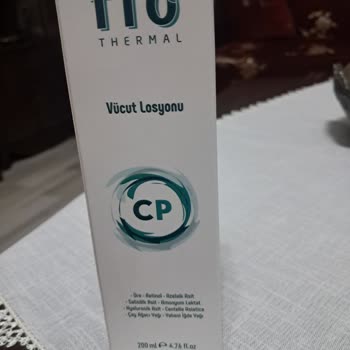 THERMAL
Vücut Losyonu
CP
- Üre - Retinol - Azelaik Asit
- Salisilik Asit - Amonyum Laktat
- Hyaluronik Asit - Centella Asiatica
- Çay Ağacı Yağı - Yabani İğde Yağı
200 ml ℮ 6.76 fl.oz